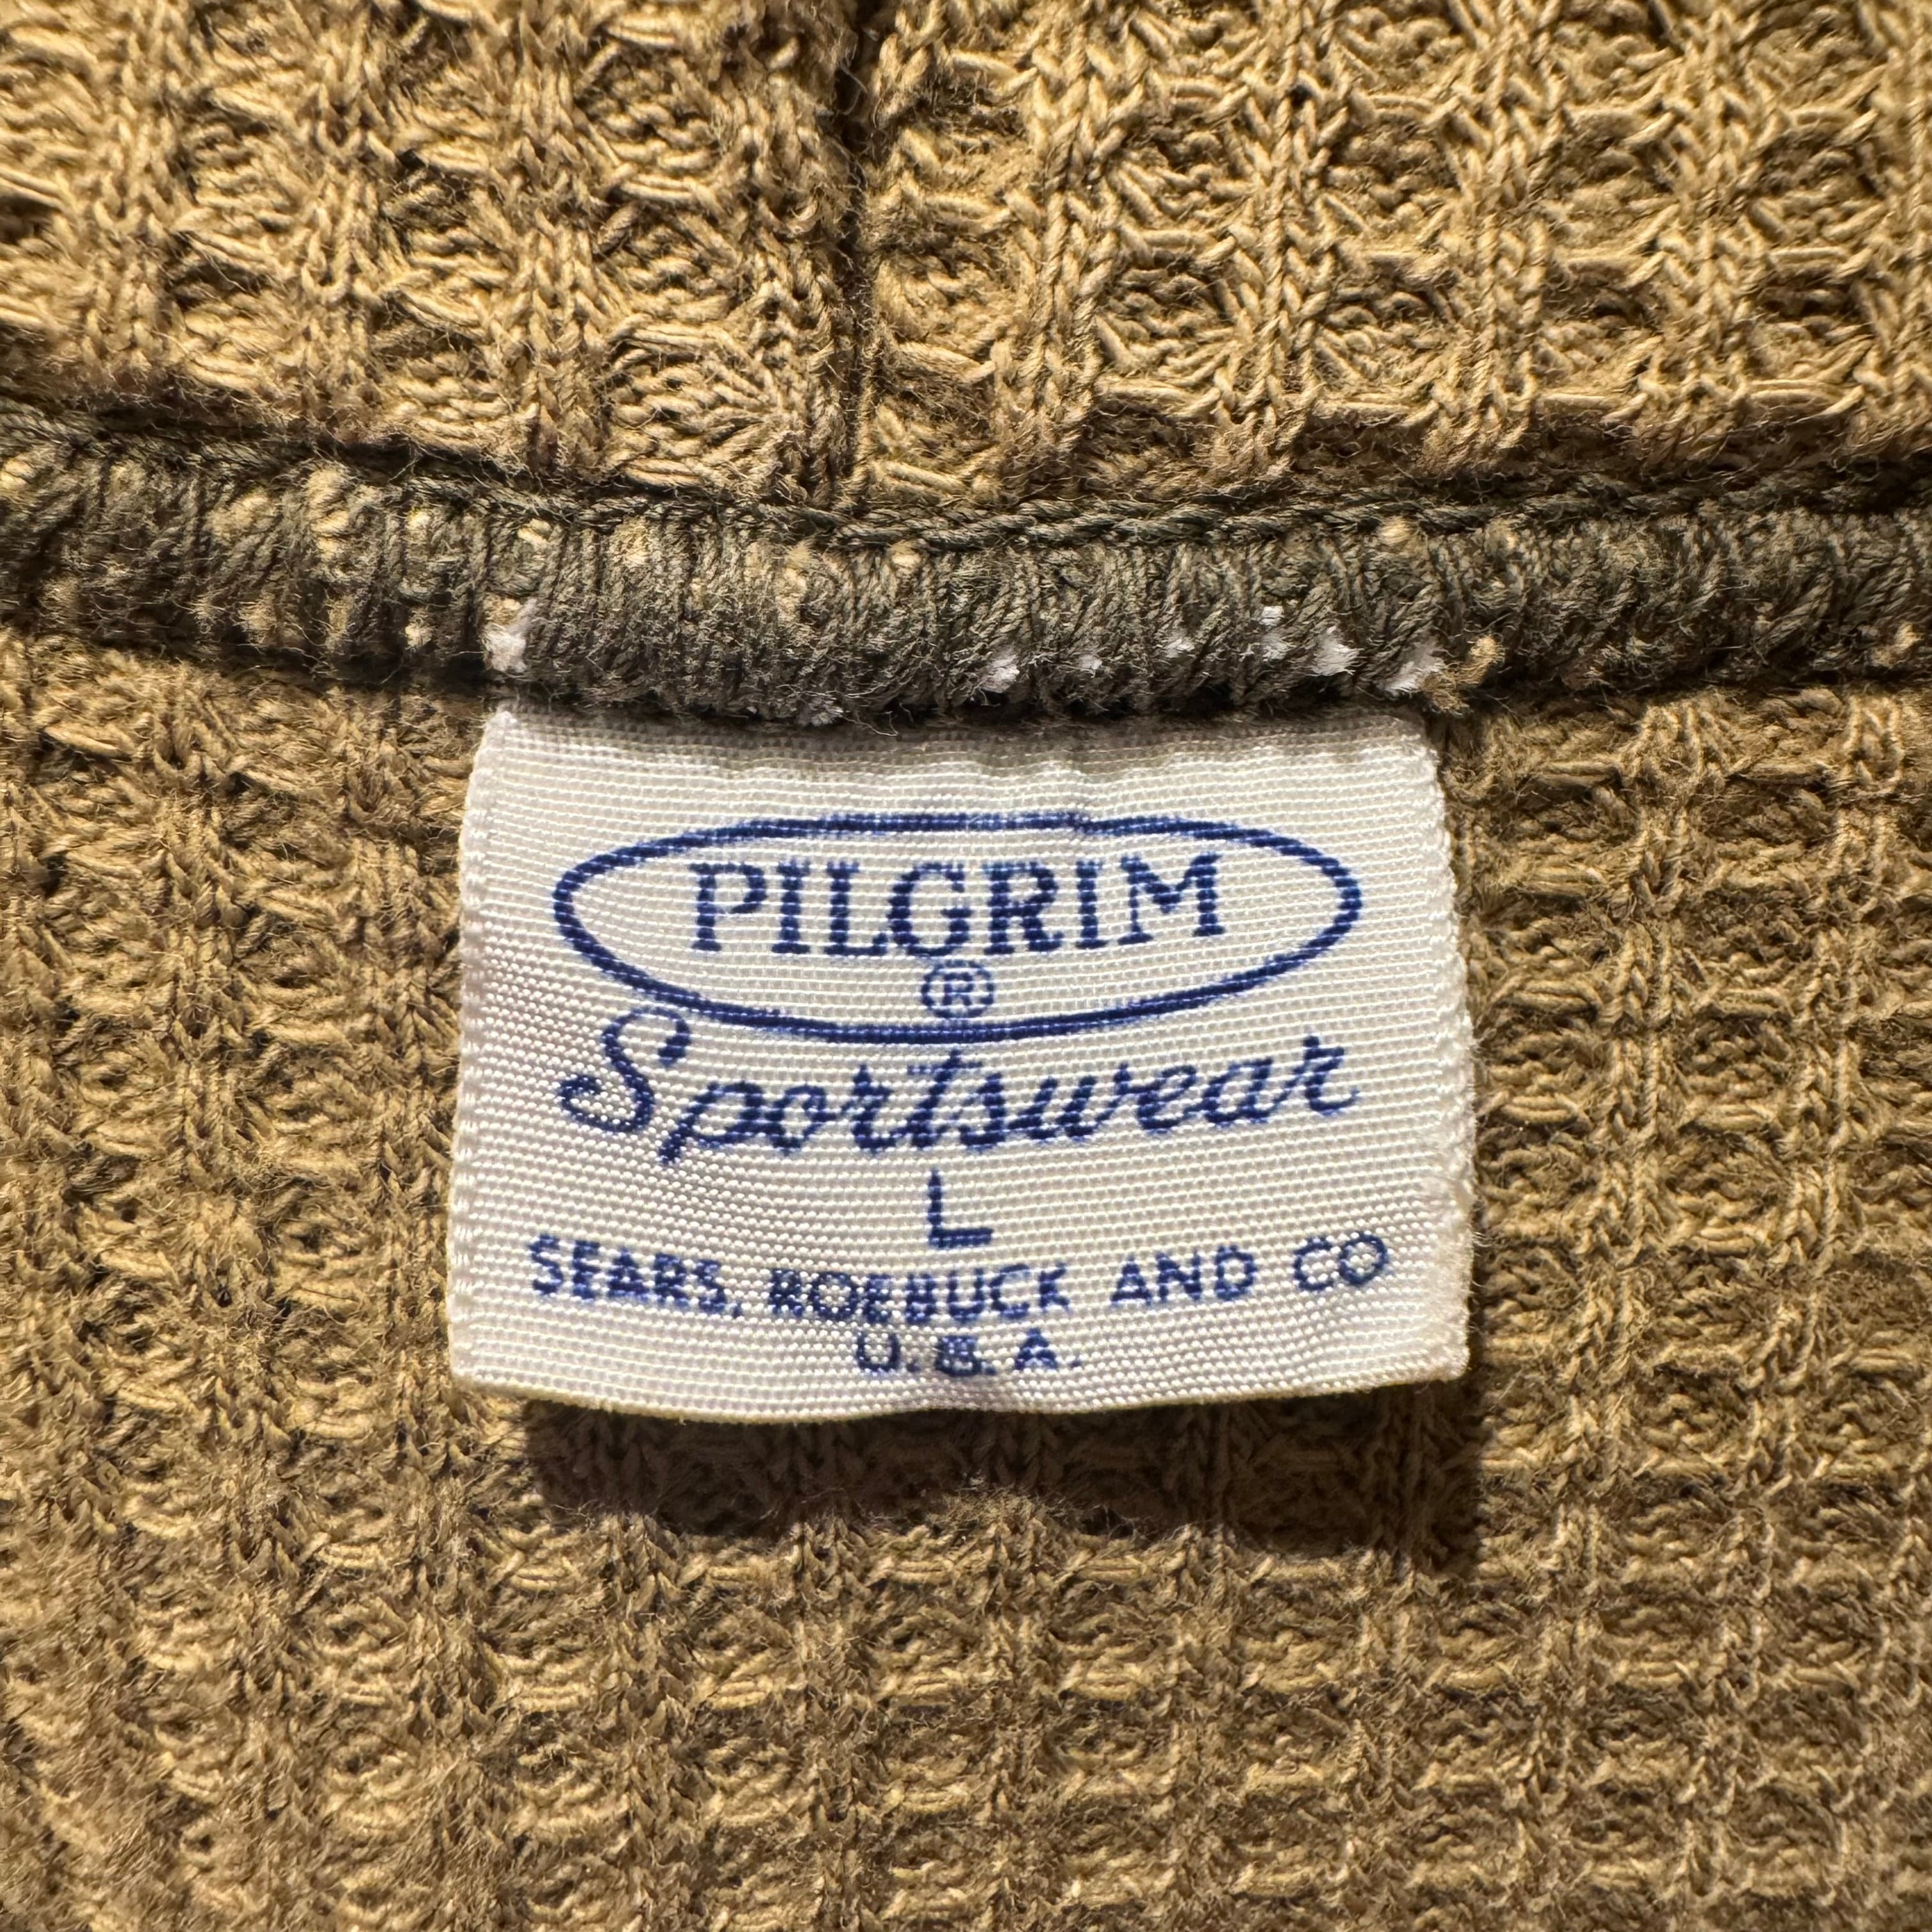 PILGRIM
®
Sportswear
L
SEARS, ROEBUCK AND CO
U.S.A.